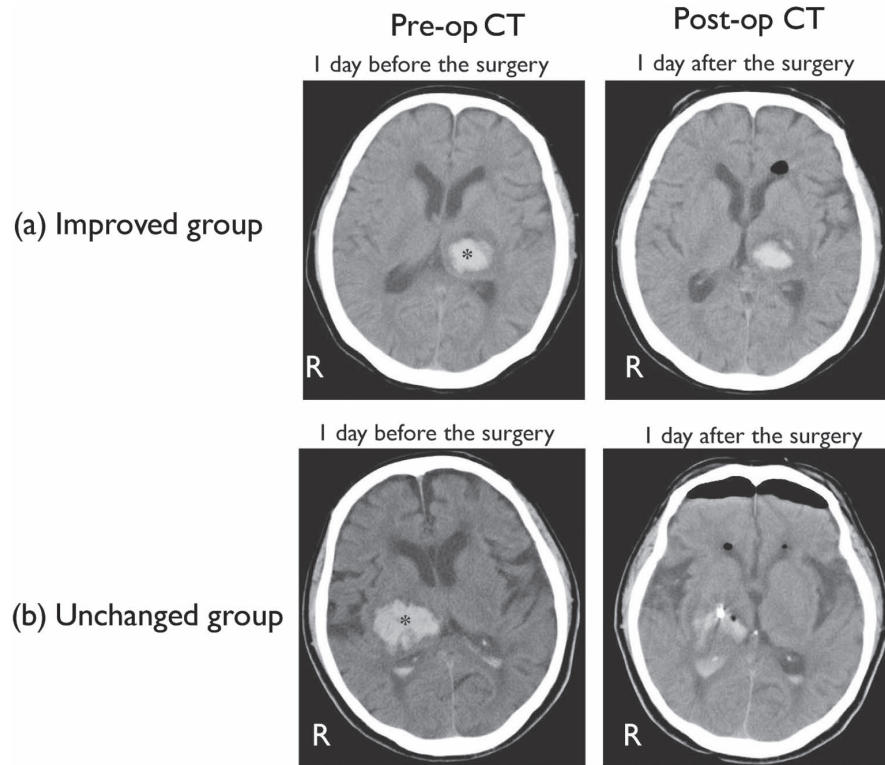 Pre-op CT
Post-op CT
1 day before the surgery
1 day after the surgery
(a) Improved group
*
R
R
1 day before the surgery
1 day after the surgery
(b) Unchanged group
*
R
R